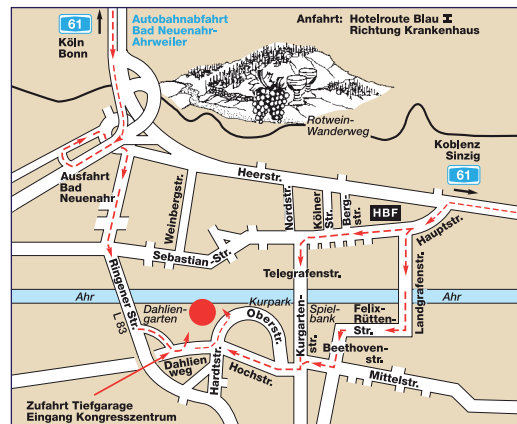 61
Köln
Bonn
Autobahnabfahrt
Bad Neuenahr-
Ahrweiler
Anfahrt: Hotelroute Blau H
Richtung Krankenhaus
Rotwein-
Wanderweg
Koblenz
Sinzig
61
Ausfahrt
Bad
Neuenahr
Heerstr.
Weinbergstr.
Nordstr.
Kölner
Str.
Berg-
str.
HBF
Hauptstr.
Sebastian-Str.
Telegrafenstr.
Landgrafenstr.
Ringener Str.
L 83
Ahr
Ahr
Dahlien-
garten
Kurpark
Oberstr.
Kurgarten-
str.
Spiel-
bank
Felix-
Rütten-
Str.
Beethoven-
str.
Dahlien
weg
Hardtstr.
Hochstr.
Mittelstr.
Zufahrt Tiefgarage
Eingang Kongresszentrum